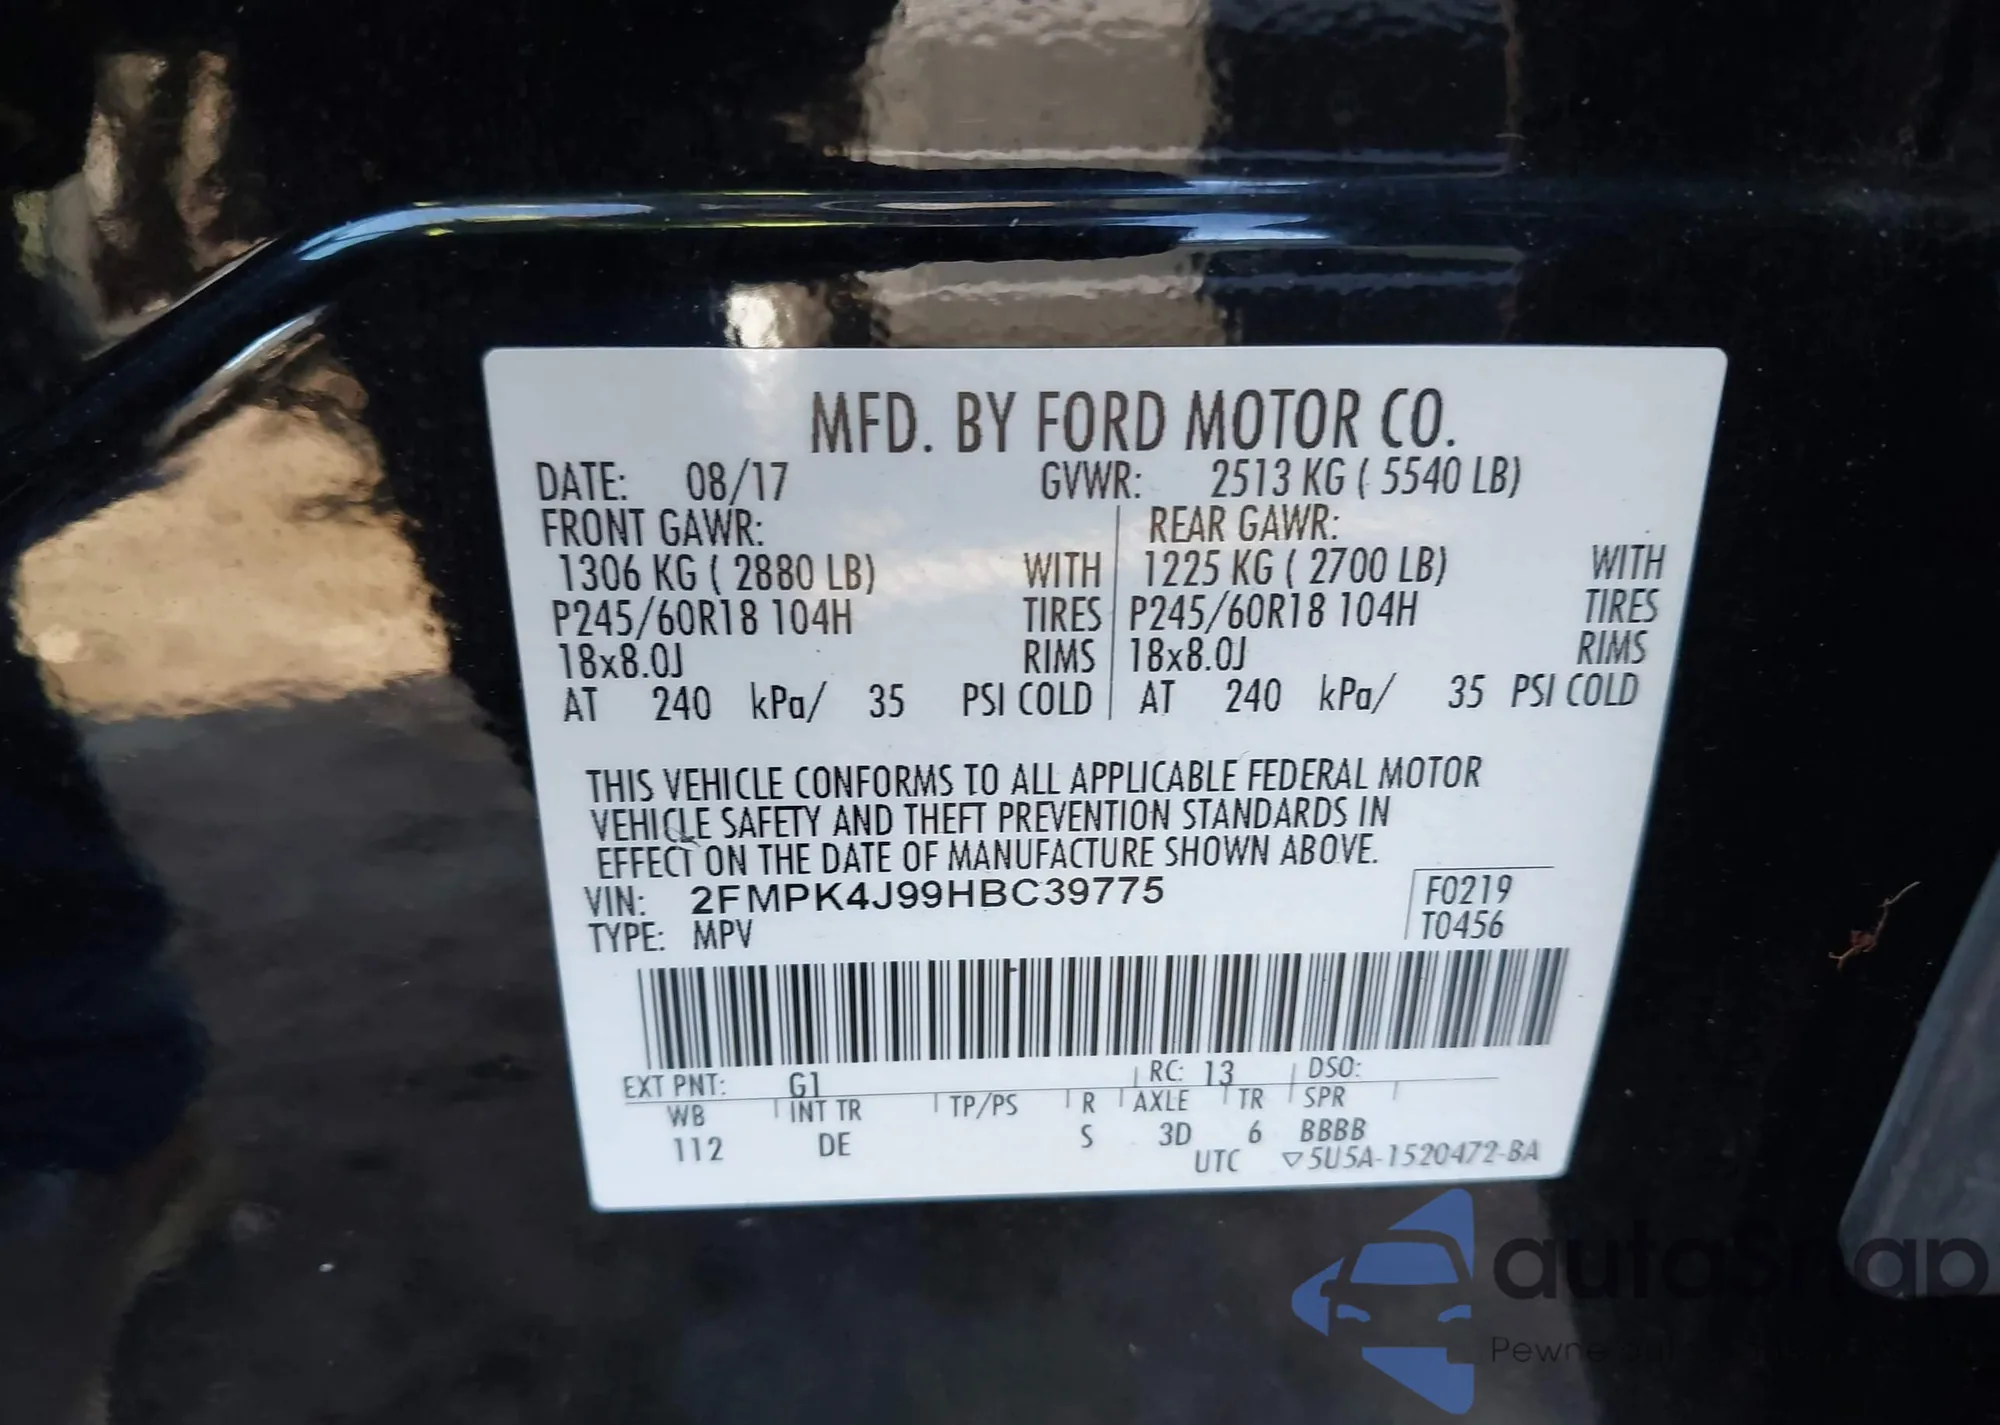 MFD. BY FORD MOTOR CO.
DATE: 08/17 GVWR: 2513 KG ( 5540 LB)
FRONT GAWR: REAR GAWR:
1306 KG ( 2880 LB) WITH 1225 KG ( 2700 LB) WITH
P245/60R18 104H TIRES P245/60R18 104H TIRES
18x8.0J RIMS 18x8.0J RIMS
AT 240 kPa/ 35 PSI COLD AT 240 kPa/ 35 PSI COLD
THIS VEHICLE CONFORMS TO ALL APPLICABLE FEDERAL MOTOR
VEHICLE SAFETY AND THEFT PREVENTION STANDARDS IN
EFFECT ON THE DATE OF MANUFACTURE SHOWN ABOVE.
VIN: 2FMPK4J99HBC39775 F0219
TYPE: MPV T0456
EXT PNT: G1 RC: 13 DSO:
WB INT TR TP/PS R AXLE TR SPR
112 DE S 3D 6 BBBB
UTC ▽5U5A-1520472-BA
autoSnap
Pewne